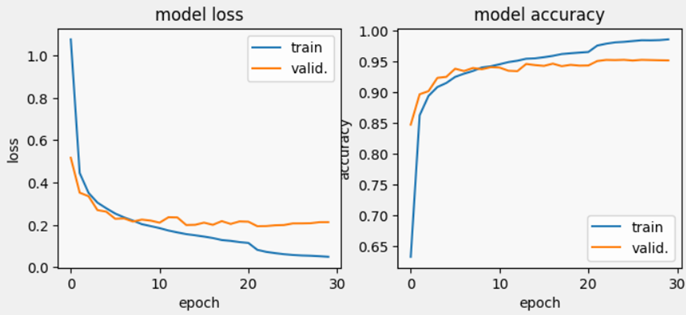 model loss
1.0
0.8
0.6
0.4
0.2
0.0
loss
train
valid.
0 10 20 30
epoch
model accuracy
1.00
0.95
0.90
0.85
0.80
0.75
0.70
0.65
accuracy
train
valid.
0 10 20 30
epoch